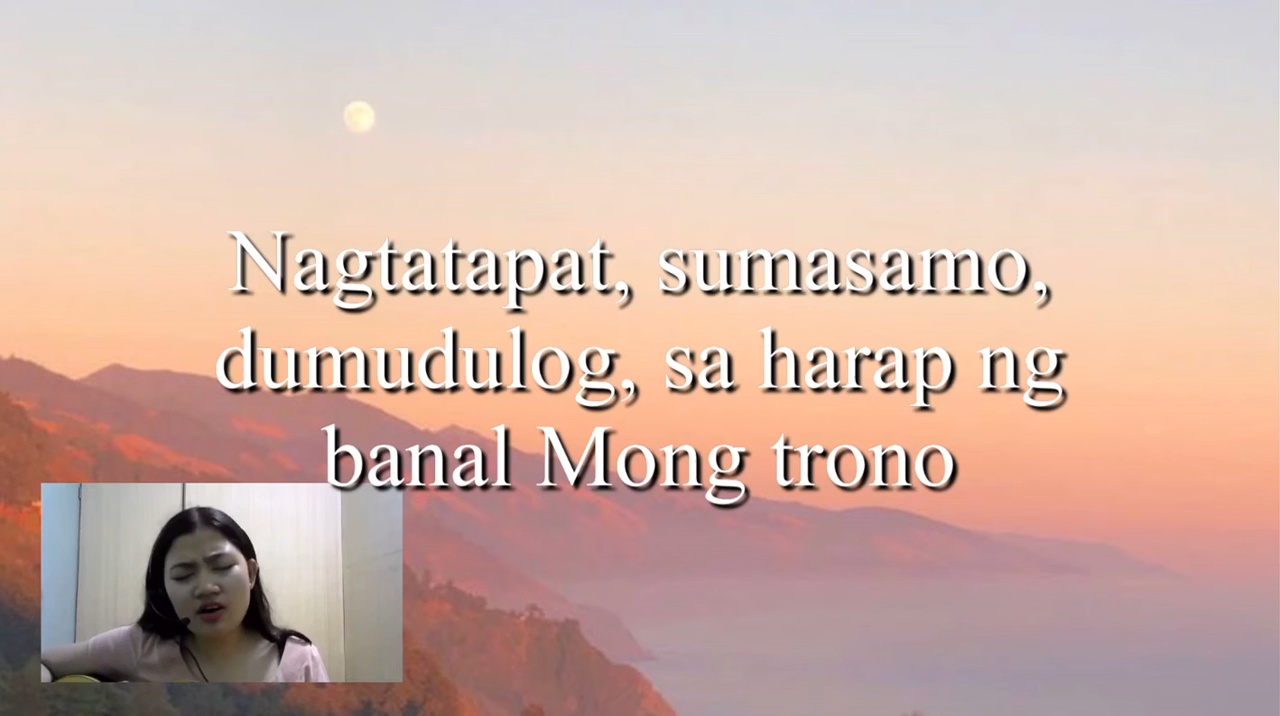 Nagtatapat, sumasamo,
dumudulog, sa harap ng
banal Mong trono